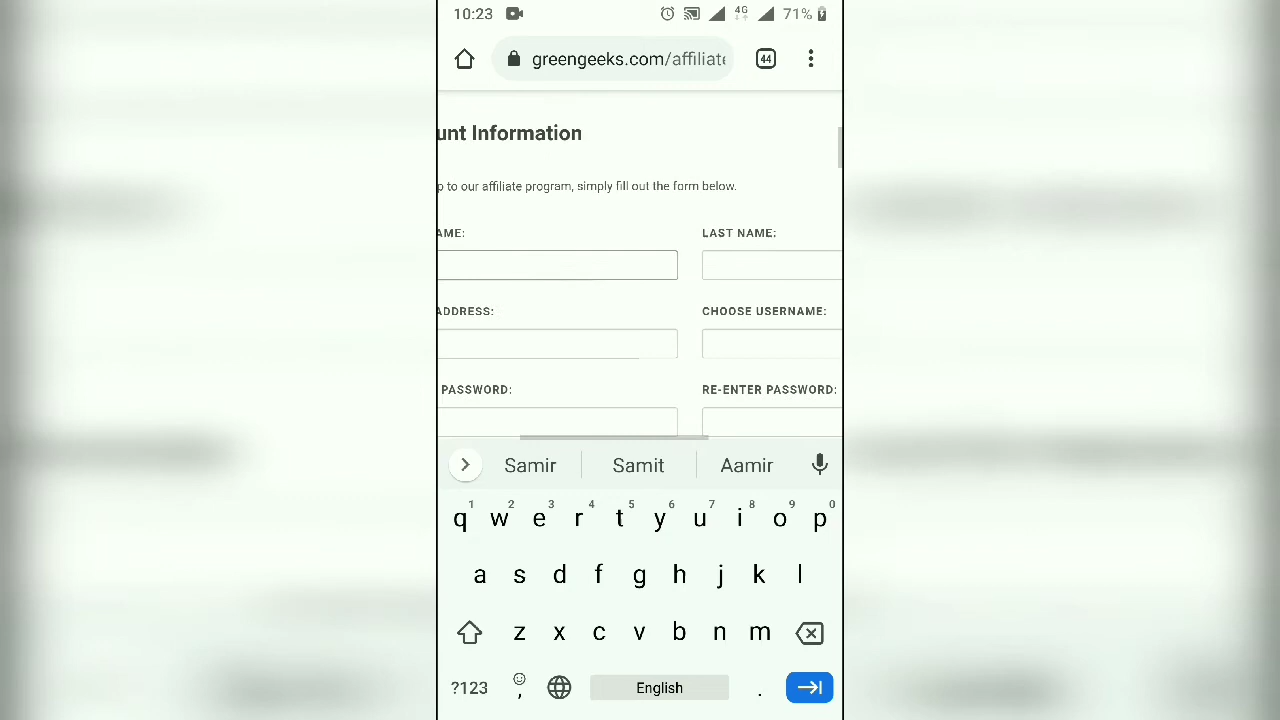 10:23 4G 71%
greengeeks.com/affiliate 44
unt Information
p to our affiliate program, simply fill out the form below.
AME: LAST NAME:
ADDRESS: CHOOSE USERNAME:
PASSWORD: RE-ENTER PASSWORD:
Samir Samit Aamir
1 2 3 4 5 6 7 8 9 0
q w e r t y u i o p
a s d f g h j k l
z x c v b n m
?123 , English .